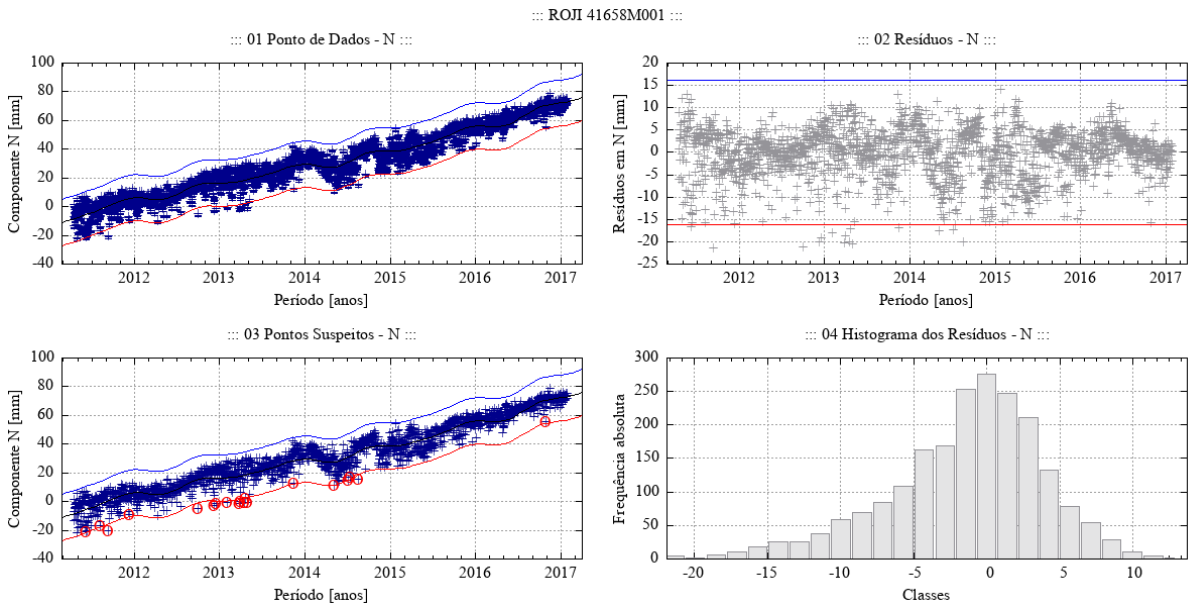 ::: ROJI 41658M001 :::
::: 01 Ponto de Dados - N :::
Componente N [mm]
100
80
60
40
20
0
-20
-40
2012 2013 2014 2015 2016 2017
Período [anos]
::: 02 Resíduos - N :::
Resíduos em N [mm]
20
15
10
5
0
-5
-10
-15
-20
-25
2012 2013 2014 2015 2016 2017
Período [anos]
::: 03 Pontos Suspeitos - N :::
Componente N [mm]
100
80
60
40
20
0
-20
-40
2012 2013 2014 2015 2016 2017
Período [anos]
::: 04 Histograma dos Resíduos - N :::
Frequência absoluta
300
250
200
150
100
50
0
-20 -15 -10 -5 0 5 10
Classes